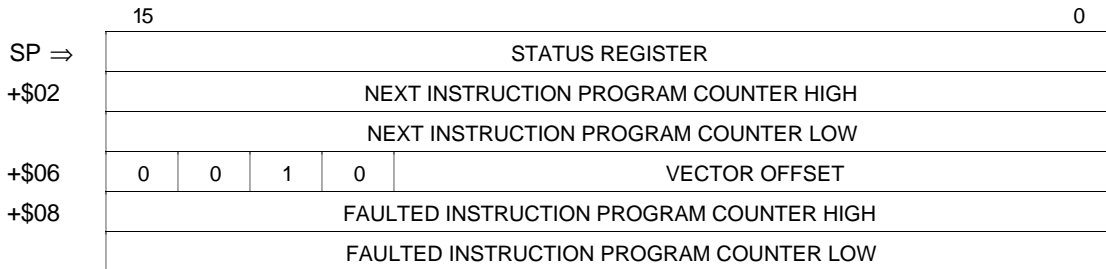 15 0
SP ⇒ STATUS REGISTER
+$02 NEXT INSTRUCTION PROGRAM COUNTER HIGH
NEXT INSTRUCTION PROGRAM COUNTER LOW
+$06 0 0 1 0 VECTOR OFFSET
+$08 FAULTED INSTRUCTION PROGRAM COUNTER HIGH
FAULTED INSTRUCTION PROGRAM COUNTER LOW